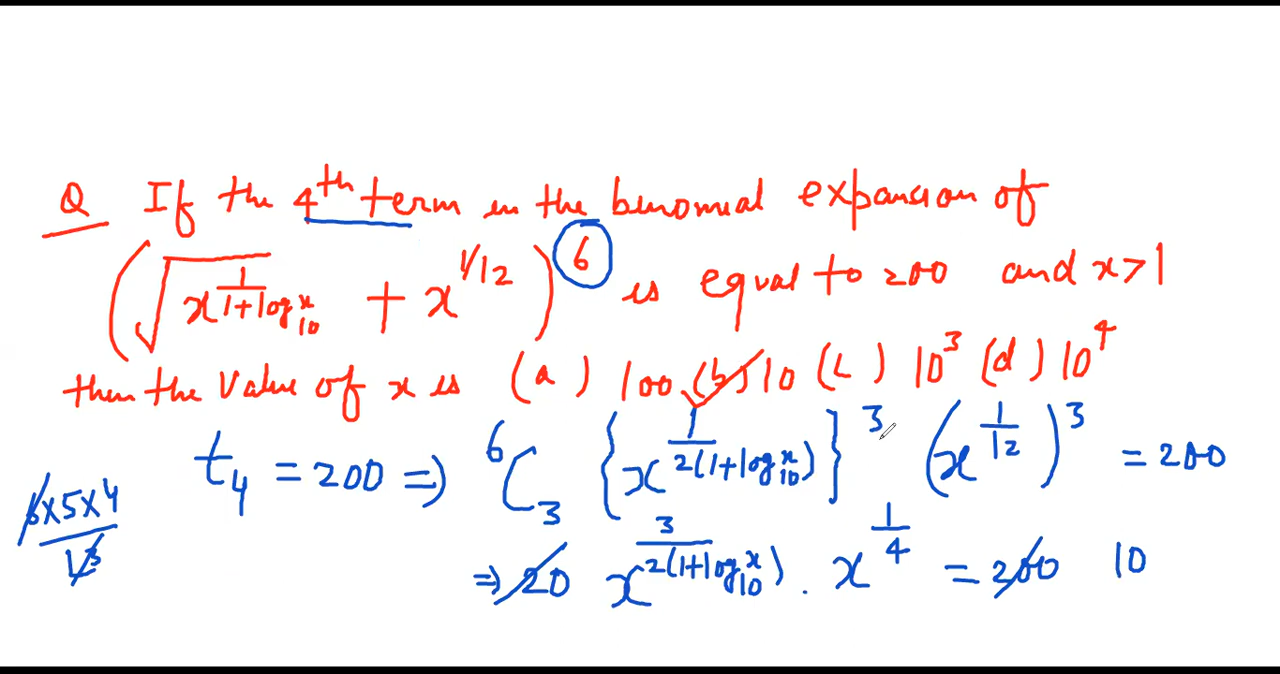 Q If the 4th term in the binomial expansion of
(√x^(1/(1+log₁₀x)) + x^(1/12))^6 is equal to 200 and x>1
then the value of x is (a) 100 (b) 10 (c) 10³ (d) 10⁴
t₄ = 200 ⇒ ⁶C₃ {x^(1/(2(1+log₁₀x)))}³ (x^(1/12))³ = 200
6×5×4/⌊3
⇒ 20 x^(3/(2(1+log₁₀x))) . x^(1/4) = 200 10